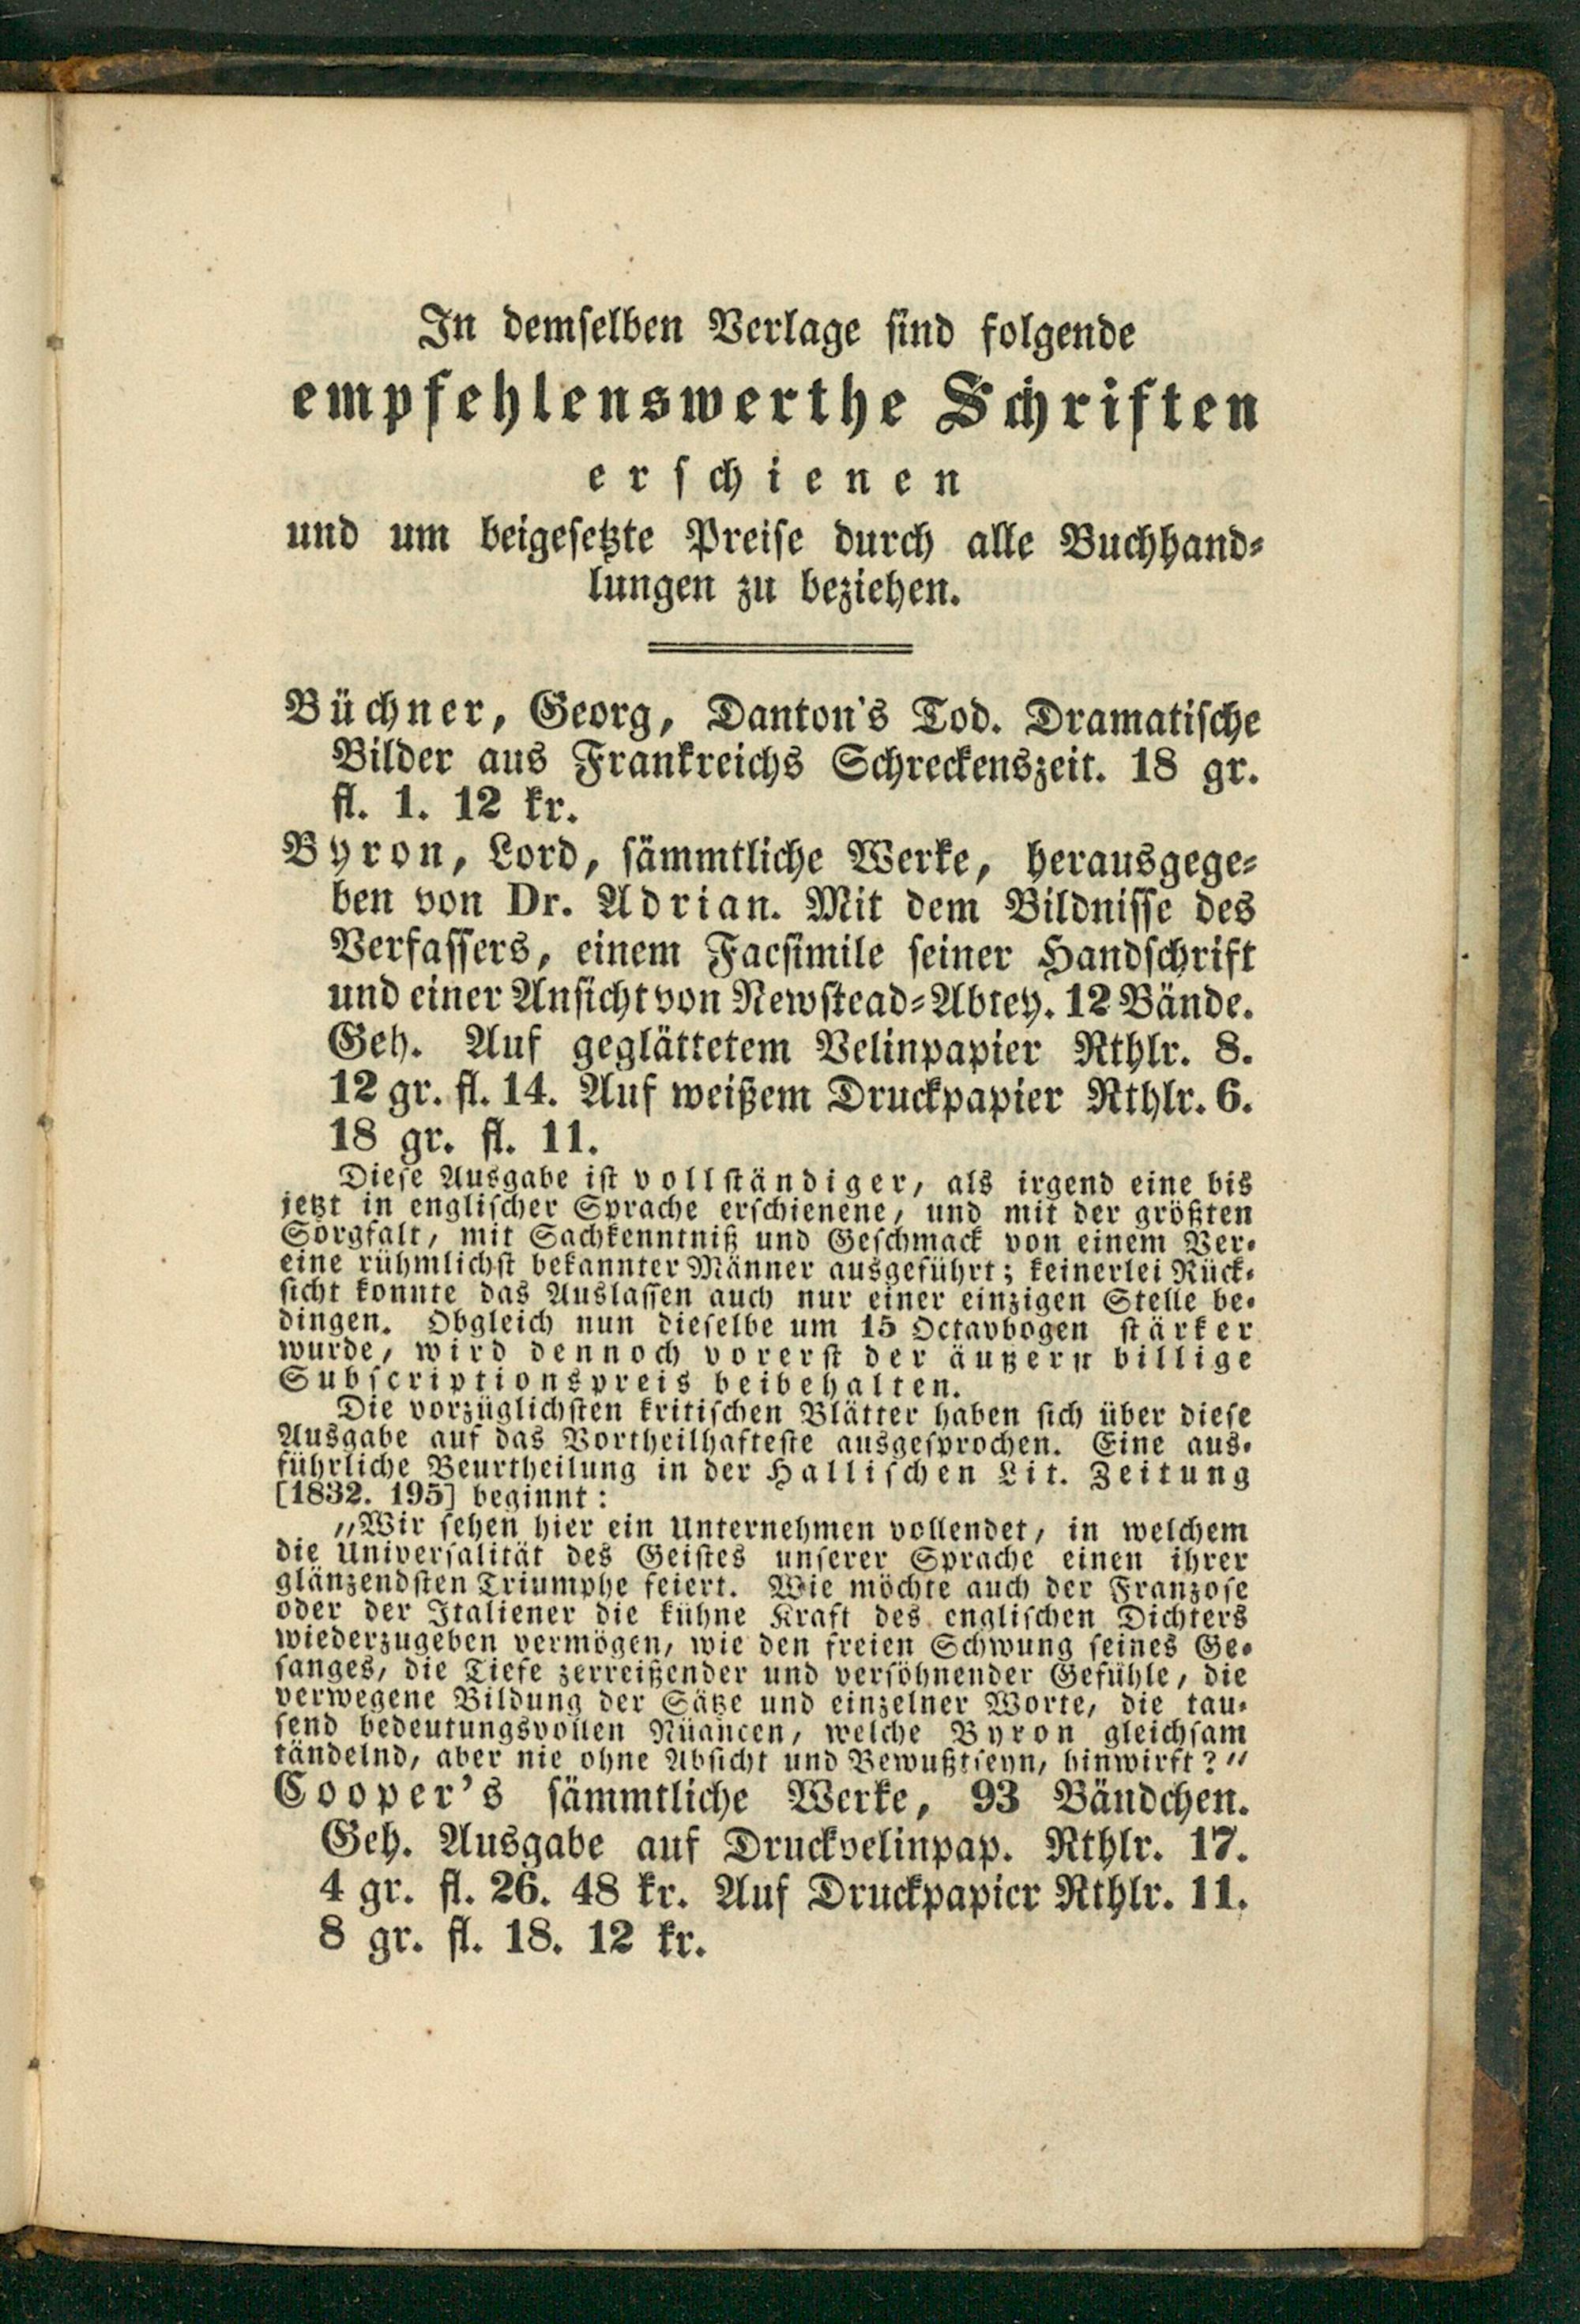 In demselben Verlage sind folgende
empfehlenswerthe Schriften
erschienen
und um beigesetzte Preise durch alle Buchhand-
lungen zu beziehen.
Büchner, Georg, Danton's Tod. Dramatische
Bilder aus Frankreichs Schreckenszeit. 18 gr.
fl. 1. 12 kr.
Byron, Lord, sämmtliche Werke, herausgege-
ben von Dr. Adrian. Mit dem Bildnisse des
Verfassers, einem Facsimile seiner Handschrift
und einer Ansicht von Newstead-Abtey. 12 Bände.
Geh. Auf geglättetem Velinpapier Rthlr. 8.
12 gr. fl. 14. Auf weißem Druckpapier Rthlr. 6.
18 gr. fl. 11.
Diese Ausgabe ist vollständiger, als irgend eine bis
jetzt in englischer Sprache erschienene, und mit der größten
Sorgfalt, mit Sachkenntniß und Geschmack von einem Ver-
eine rühmlichst bekannter Männer ausgeführt; keinerlei Rück-
sicht konnte das Auslassen auch nur einer einzigen Stelle be-
dingen. Obgleich nun dieselbe um 15 Octavbogen stärker
wurde, wird dennoch vorerst der äußerst billige
Subscriptionspreis beibehalten.
Die vorzüglichsten kritischen Blätter haben sich über diese
Ausgabe auf das Vortheilhafteste ausgesprochen. Eine aus-
führliche Beurtheilung in der Hallischen Lit. Zeitung
[1832. 195] beginnt:
„Wir sehen hier ein Unternehmen vollendet, in welchem
die Universalität des Geistes unserer Sprache einen ihrer
glänzendsten Triumphe feiert. Wie möchte auch der Franzose
oder der Italiener die kühne Kraft des englischen Dichters
wiederzugeben vermögen, wie den freien Schwung seines Ge-
sanges, die Tiefe zerreißender und versöhnender Gefühle, die
verwegene Bildung der Sätze und einzelner Worte, die tau-
send bedeutungsvollen Nüancen, welche Byron gleichsam
tändelnd, aber nie ohne Absicht und Bewußtseyn, hinwirft?"
Cooper's sämmtliche Werke, 93 Bändchen.
Geh. Ausgabe auf Druckvelinpap. Rthlr. 17.
4 gr. fl. 26. 48 kr. Auf Druckpapier Rthlr. 11.
8 gr. fl. 18. 12 kr.